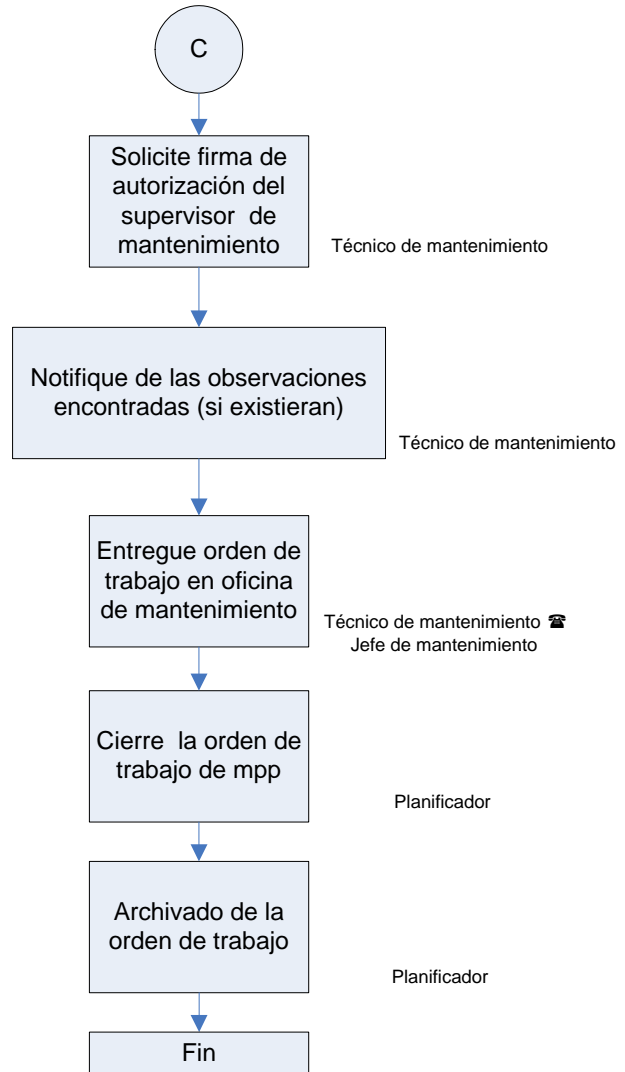 C
Solicite firma de
autorización del
supervisor de
mantenimiento
Técnico de mantenimiento
Notifique de las observaciones
encontradas (si existieran)
Técnico de mantenimiento
Entregue orden de
trabajo en oficina
de mantenimiento
Técnico de mantenimiento ☎
Jefe de mantenimiento
Cierre la orden de
trabajo de mpp
Planificador
Archivado de la
orden de trabajo
Planificador
Fin